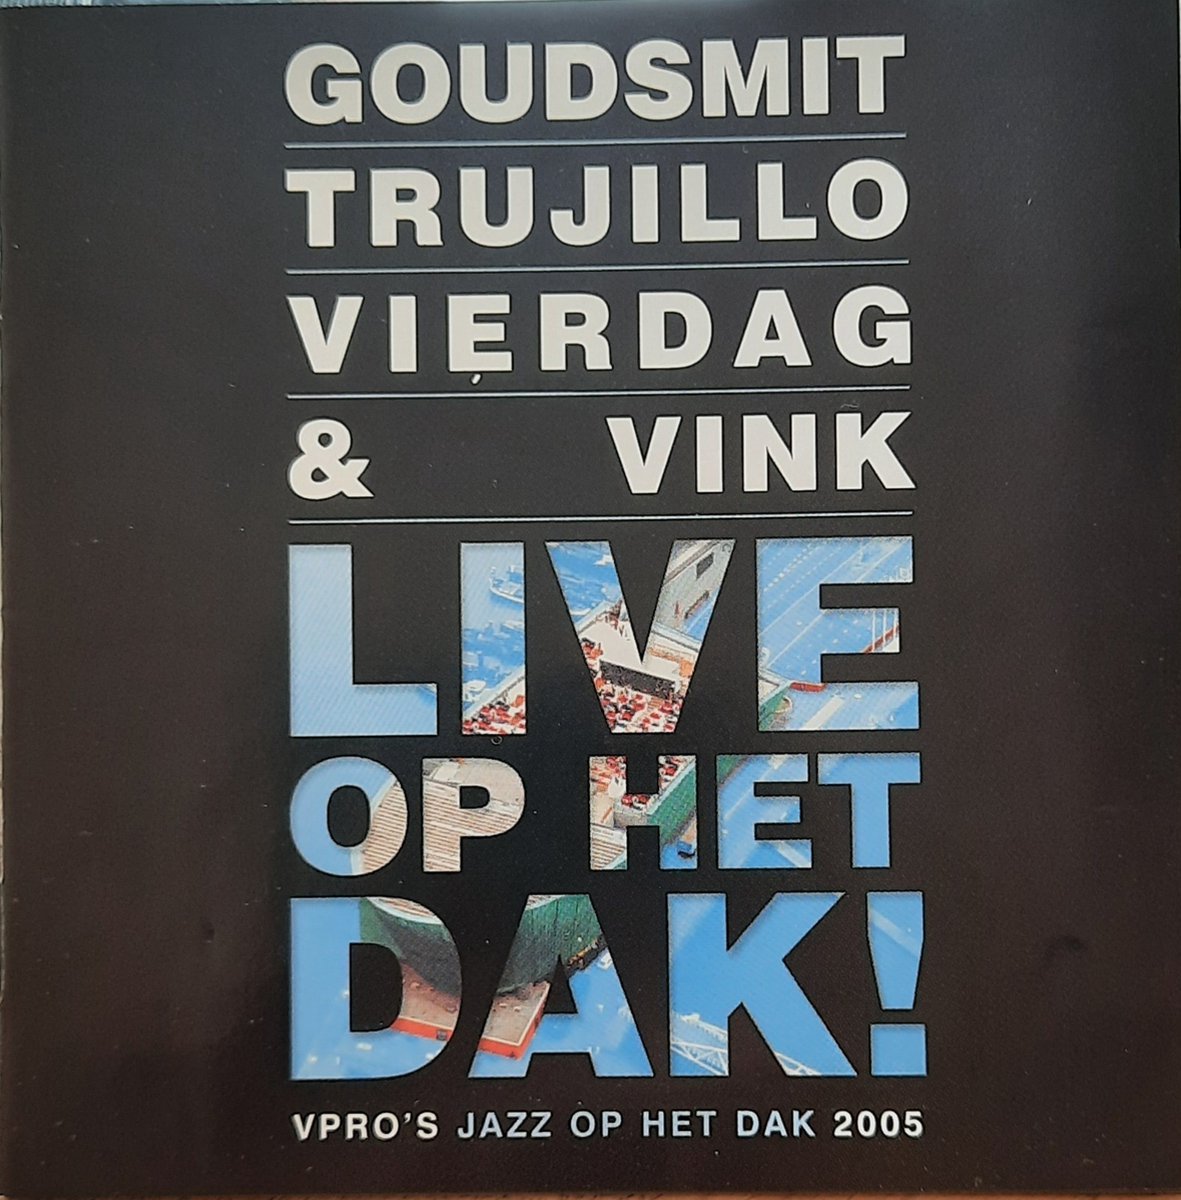 GOUDSMIT
TRUJILLO
VIERDAG
& VINK
LIVE
OP HET
DAK!
VPRO'S JAZZ OP HET DAK 2005